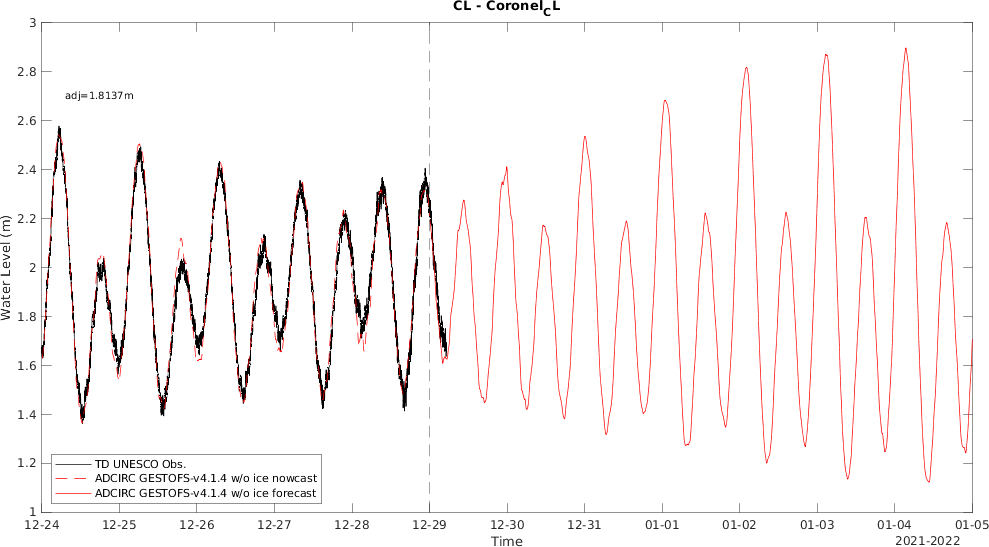 CL - Coronel_CL
3
2.8
adj=1.8137m
2.6
2.4
2.2
2
1.8
1.6
1.4
1.2
1
Water Level (m)
TD UNESCO Obs.
ADCIRC GESTOFS-v4.1.4 w/o ice nowcast
ADCIRC GESTOFS-v4.1.4 w/o ice forecast
12-24 12-25 12-26 12-27 12-28 12-29 12-30 12-31 01-01 01-02 01-03 01-04 01-05
Time
2021-2022